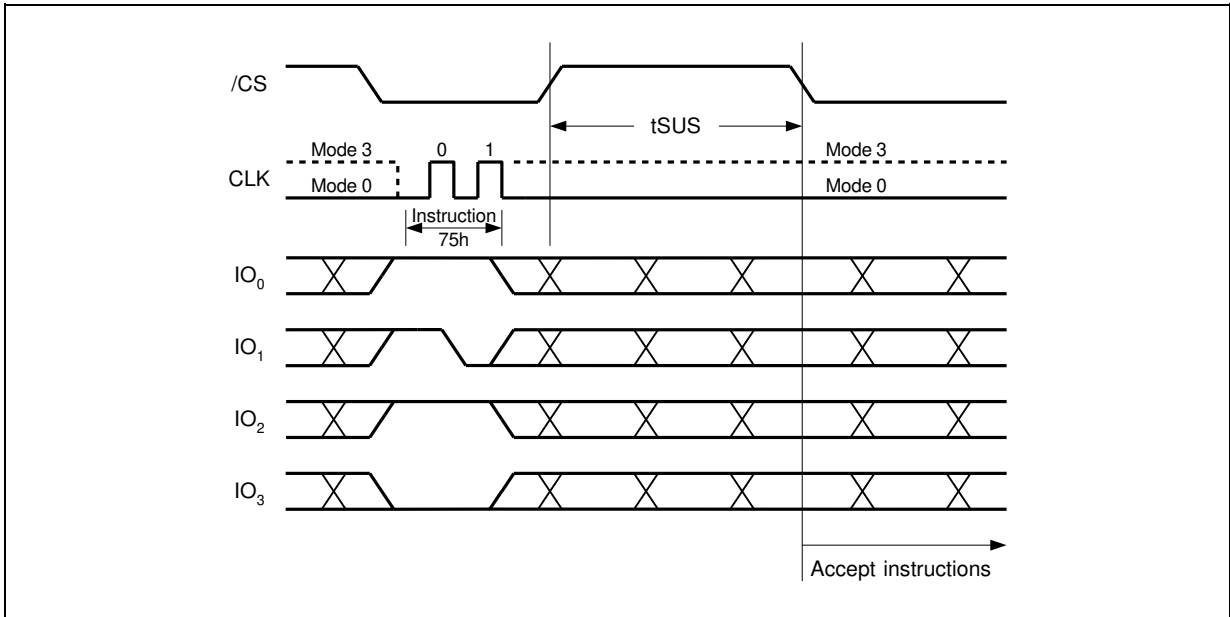 /CS
tSUS
Mode 3 0 1 Mode 3
CLK
Mode 0 Mode 0
Instruction
75h
IO0
IO1
IO2
IO3
Accept instructions